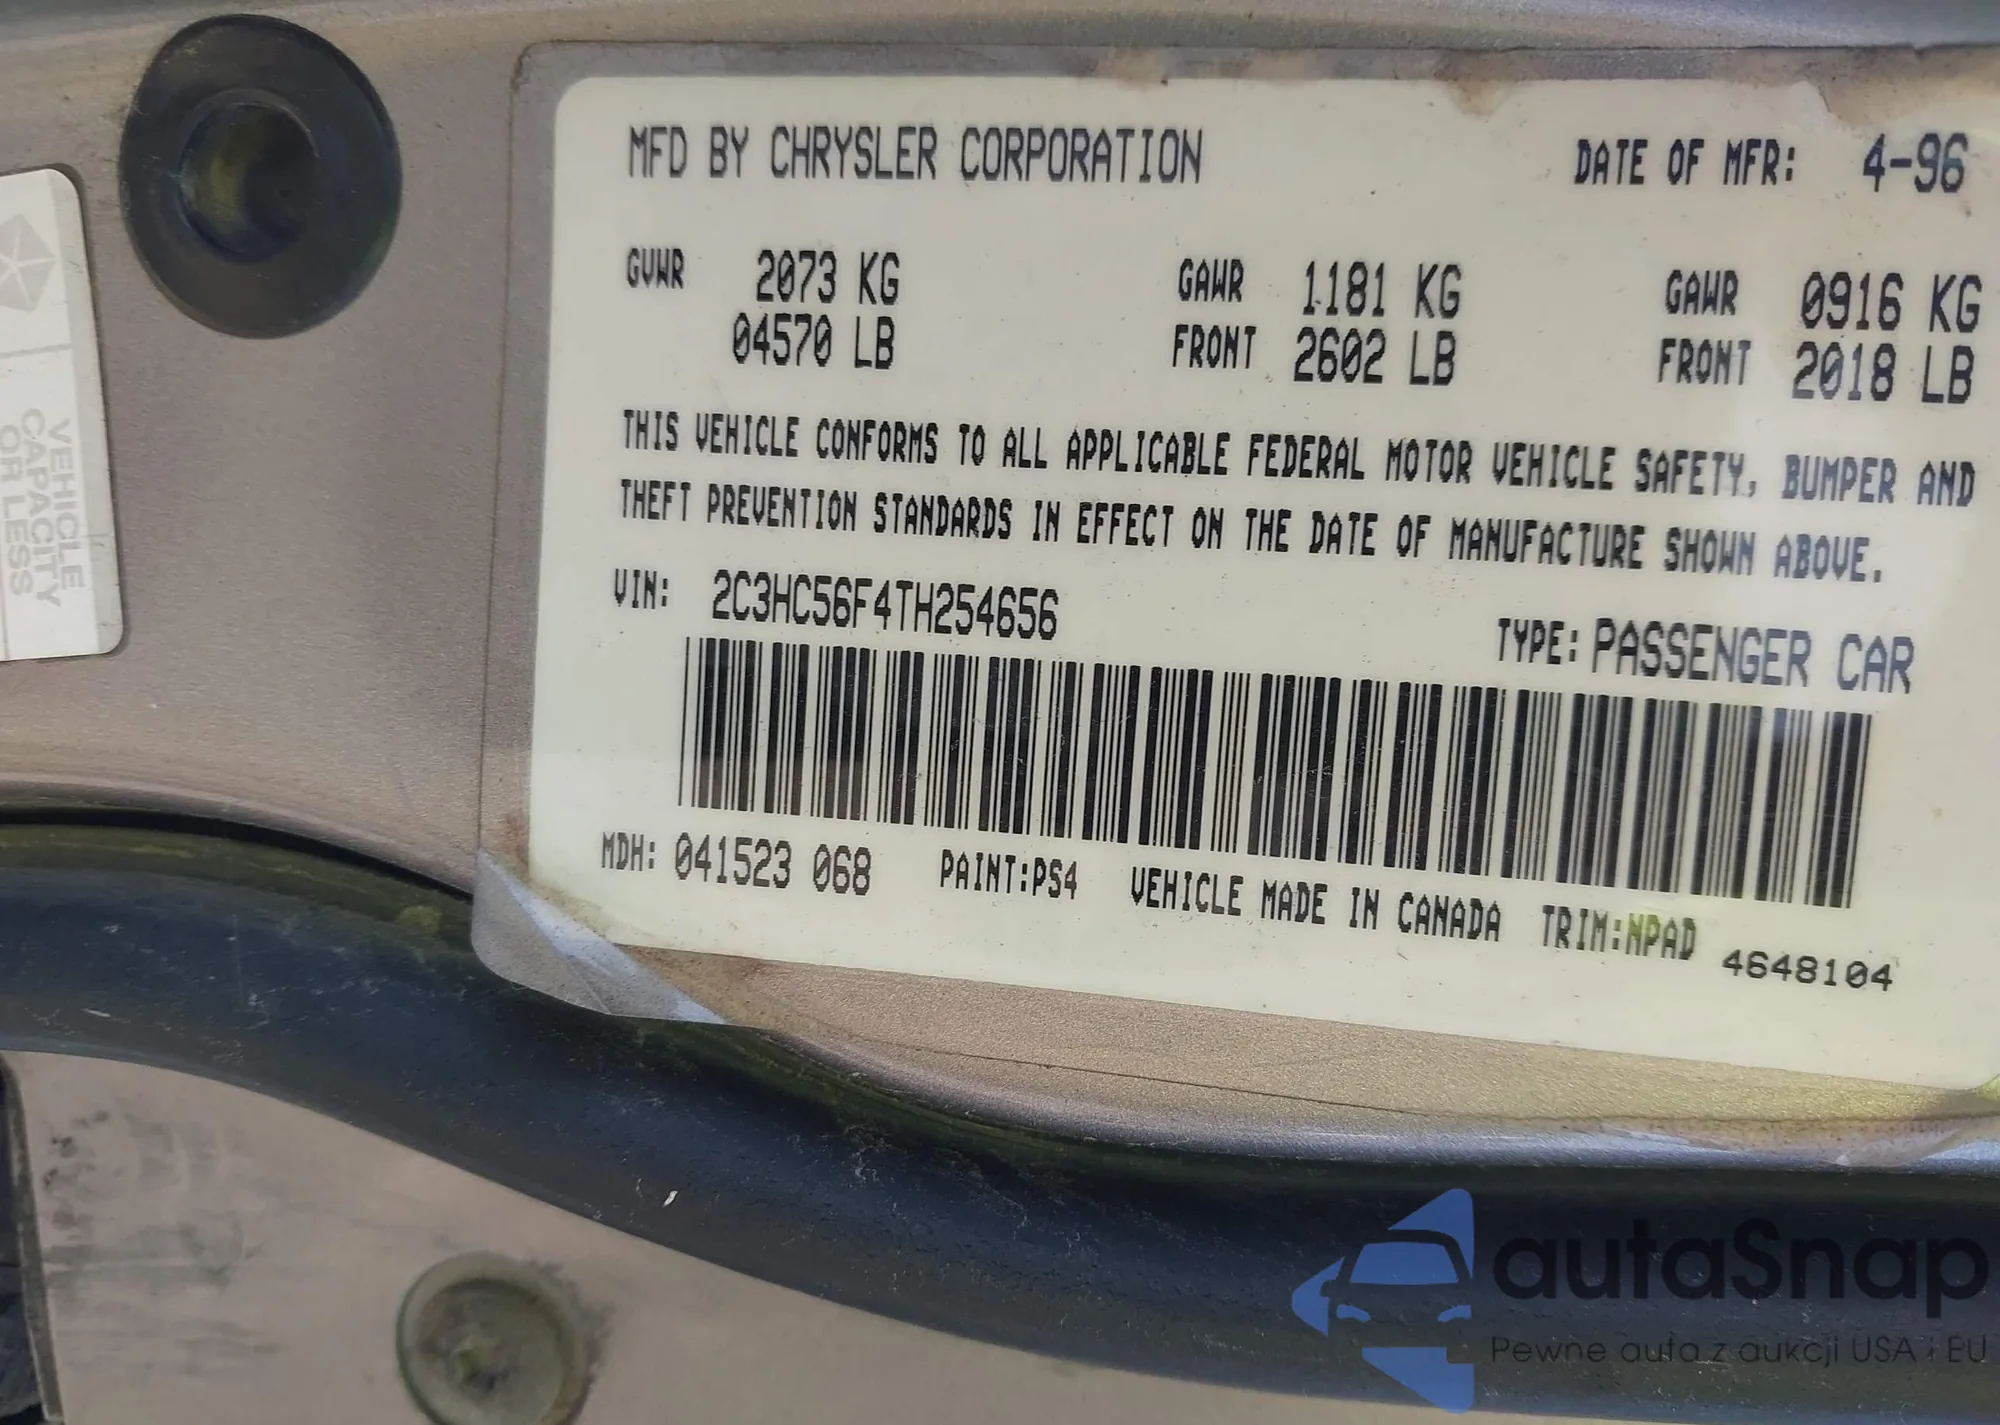 MFD BY CHRYSLER CORPORATION DATE OF MFR: 4-96
GVWR 2073 KG GAWR 1181 KG GAWR 0916 KG
04570 LB FRONT 2602 LB FRONT 2018 LB
THIS VEHICLE CONFORMS TO ALL APPLICABLE FEDERAL MOTOR VEHICLE SAFETY, BUMPER AND
THEFT PREVENTION STANDARDS IN EFFECT ON THE DATE OF MANUFACTURE SHOWN ABOVE.
VIN: 2C3HC56F4TH254656 TYPE: PASSENGER CAR
MDH: 041523 068 PAINT:PS4 VEHICLE MADE IN CANADA TRIM:NPAD 4648104
VEHICLE
CAPACITY
OR LESS
autaSnap
Pewne auta z aukcji USA i EU